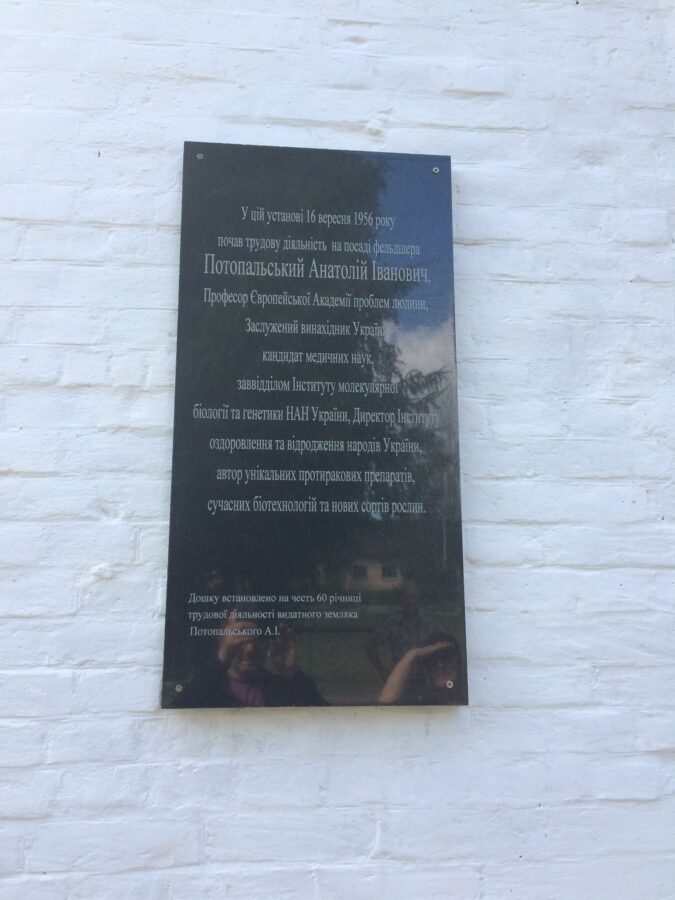 У цій установі 16 вересня 1956 року
почав трудову діяльність на посаді фельдшера
Потопальський Анатолій Іванович,
Професор Європейської Академії проблем людини,
Заслужений винахідник України
кандидат медичних наук,
заввідділом Інституту молекулярної
біології та генетики НАН України, Директор Інституту
оздоровлення та відродження народів України,
автор унікальних протиракових препаратів,
сучасних біотехнологій та нових сортів рослин.
Дошку встановлено на честь 60 річниці
трудової діяльності видатного земляка
Потопальського А.І.